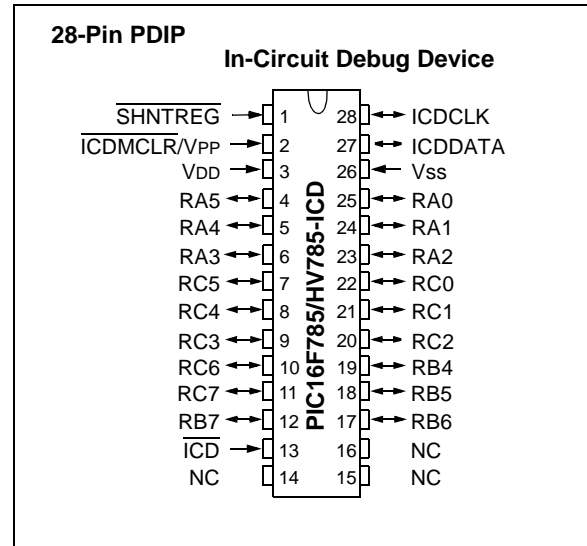 28-Pin PDIP
In-Circuit Debug Device
SHNTREG 1 28 ICDCLK
ICDMCLR/VPP 2 27 ICDDATA
VDD 3 26 VSS
RA5 4 25 RA0
RA4 5 24 RA1
RA3 6 23 RA2
RC5 7 22 RC0
RC4 8 21 RC1
RC3 9 20 RC2
RC6 10 19 RB4
RC7 11 18 RB5
RB7 12 17 RB6
ICD 13 16 NC
NC 14 15 NC
PIC16F785/HV785-ICD